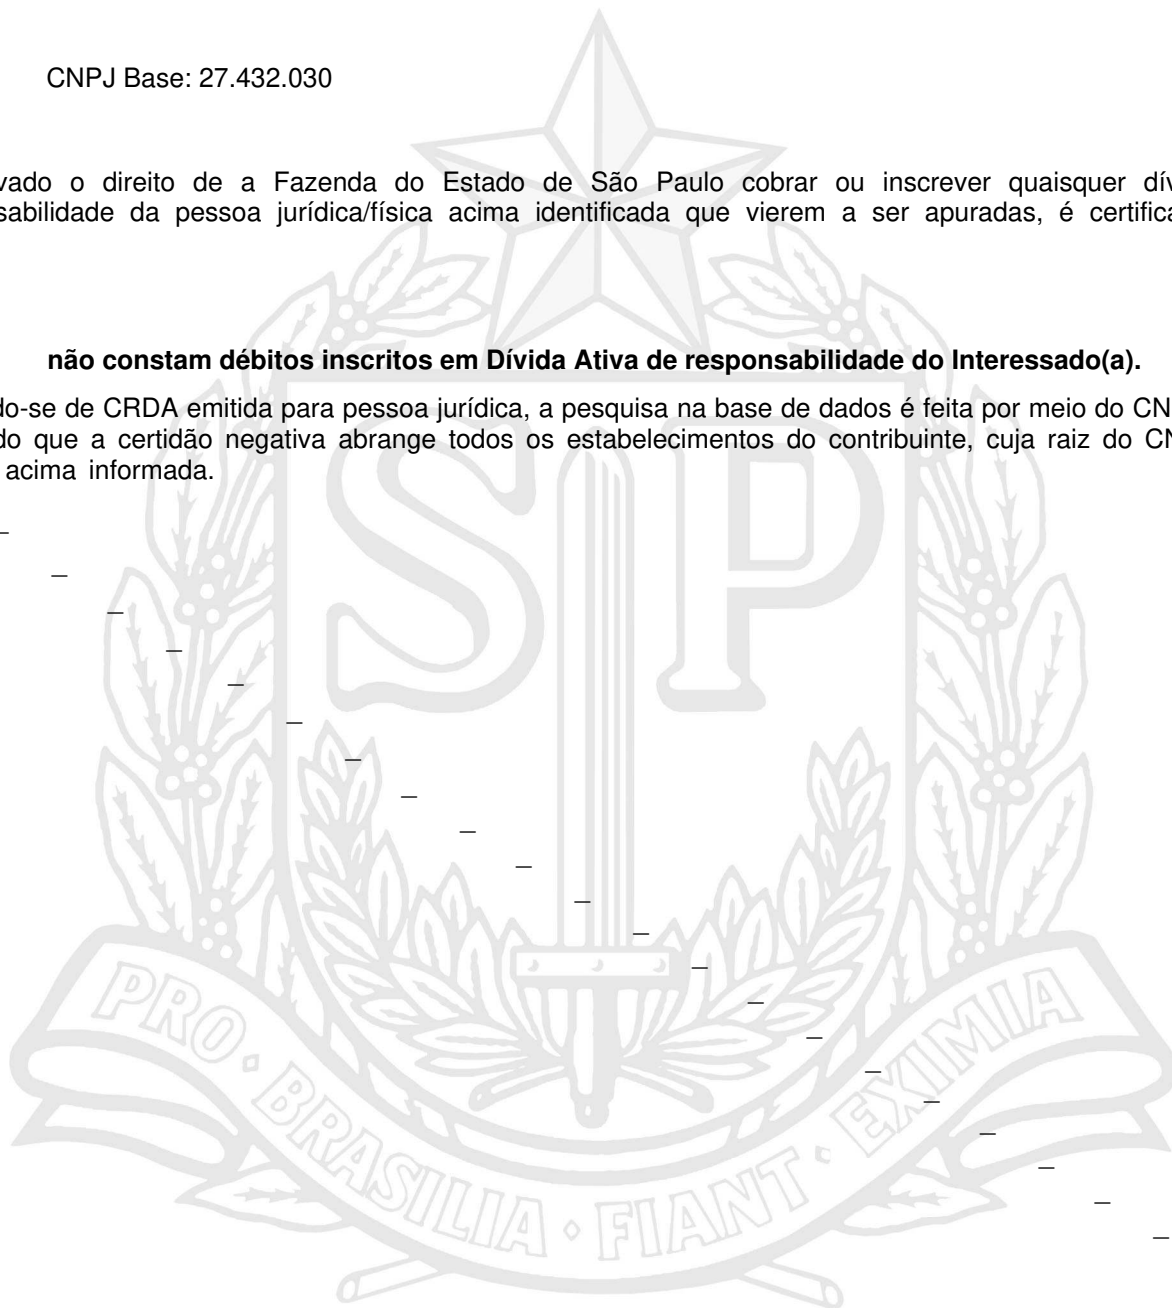 CNPJ Base: 27.432.030
vado o direito de a Fazenda do Estado de São Paulo cobrar ou inscrever quaisquer dív
sabilidade da pessoa jurídica/física acima identificada que vierem a ser apuradas, é certifica
não constam débitos inscritos em Dívida Ativa de responsabilidade do Interessado(a).
do-se de CRDA emitida para pessoa jurídica, a pesquisa na base de dados é feita por meio do CN
do que a certidão negativa abrange todos os estabelecimentos do contribuinte, cuja raiz do CN
acima informada.
SP
PRO · BRASILIA · FIANT · EXIMIA